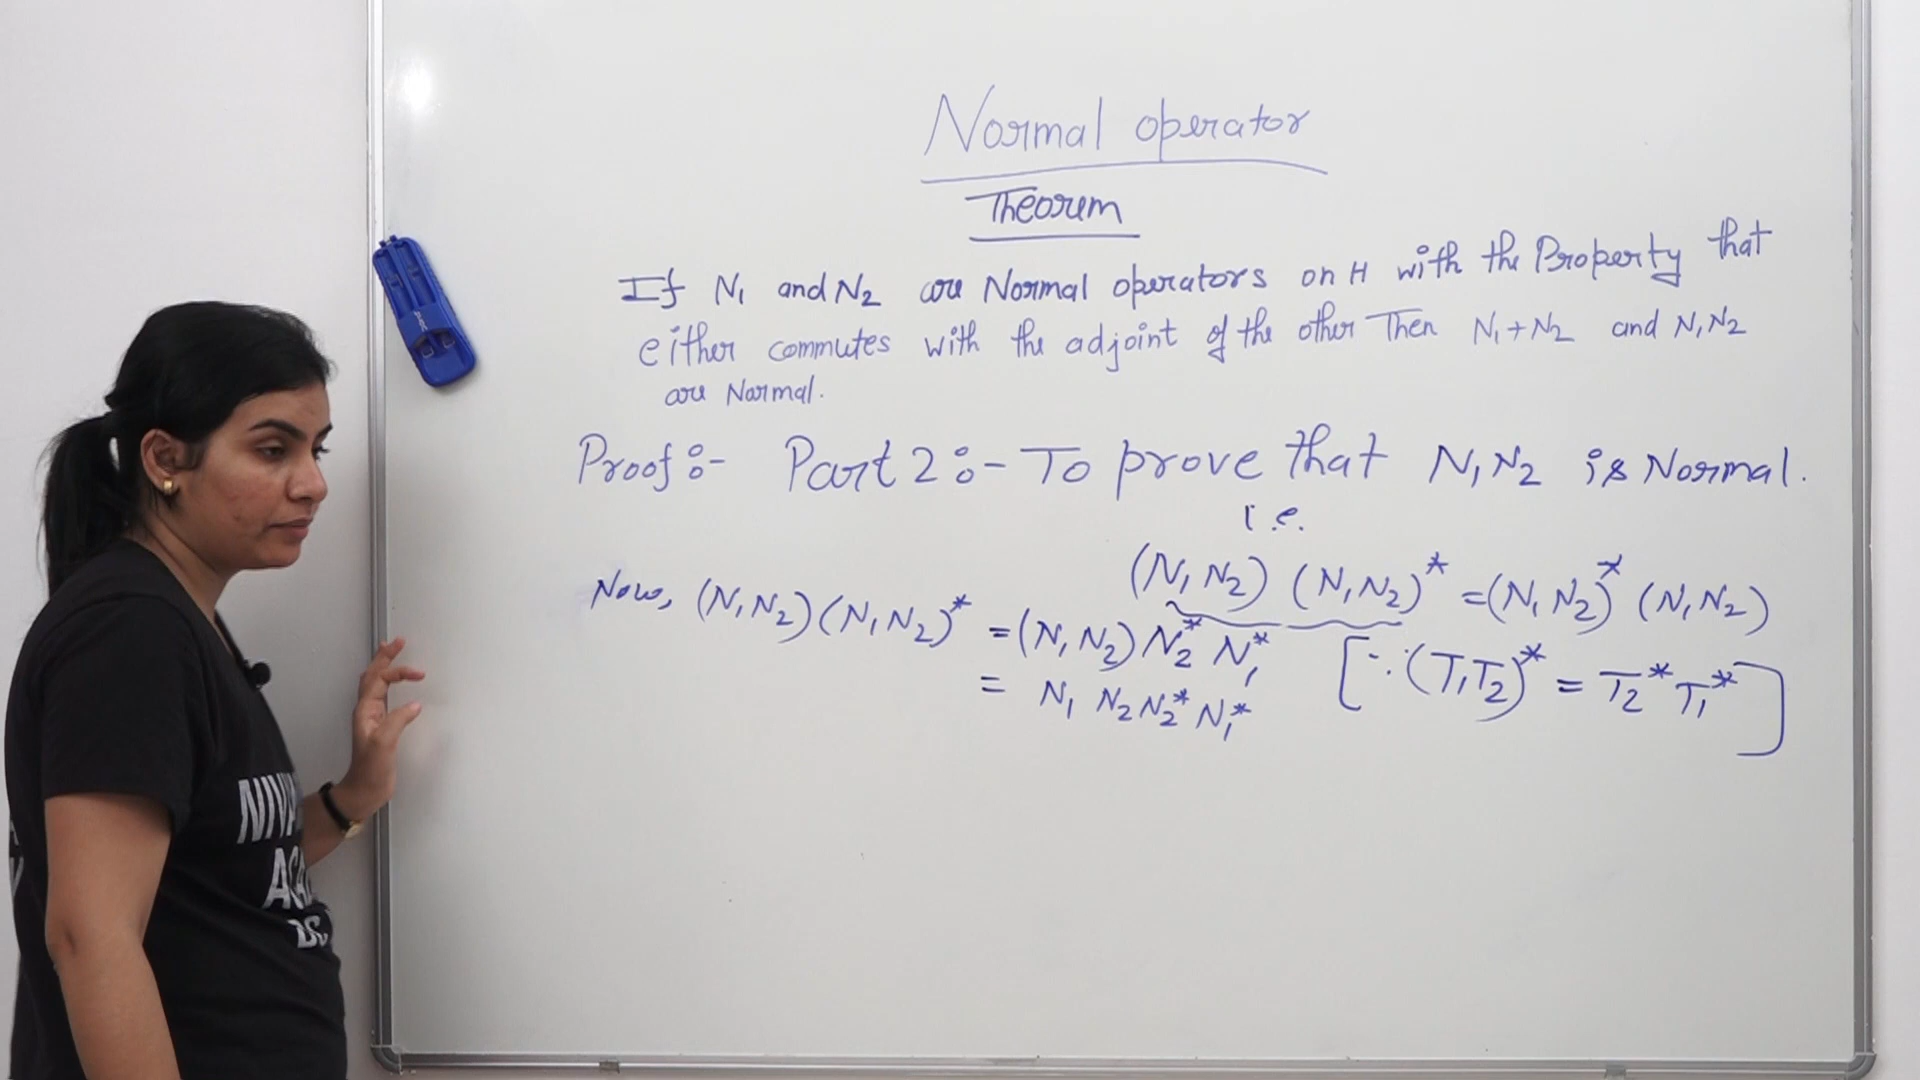 Normal operator
Theorem
If N₁ and N₂ are Normal operators on H with the Property that
either commutes with the adjoint of the other Then N₁+N₂ and N₁N₂
are Normal.
Proof :- Part 2 :- To prove that N₁N₂ is Normal.
i.e.
(N₁N₂) (N₁N₂)* = (N₁N₂)* (N₁N₂)
Now, (N₁N₂)(N₁N₂)* = (N₁N₂) N₂* N₁* [∵ (T₁T₂)* = T₂* T₁*]
= N₁ N₂ N₂* N₁*